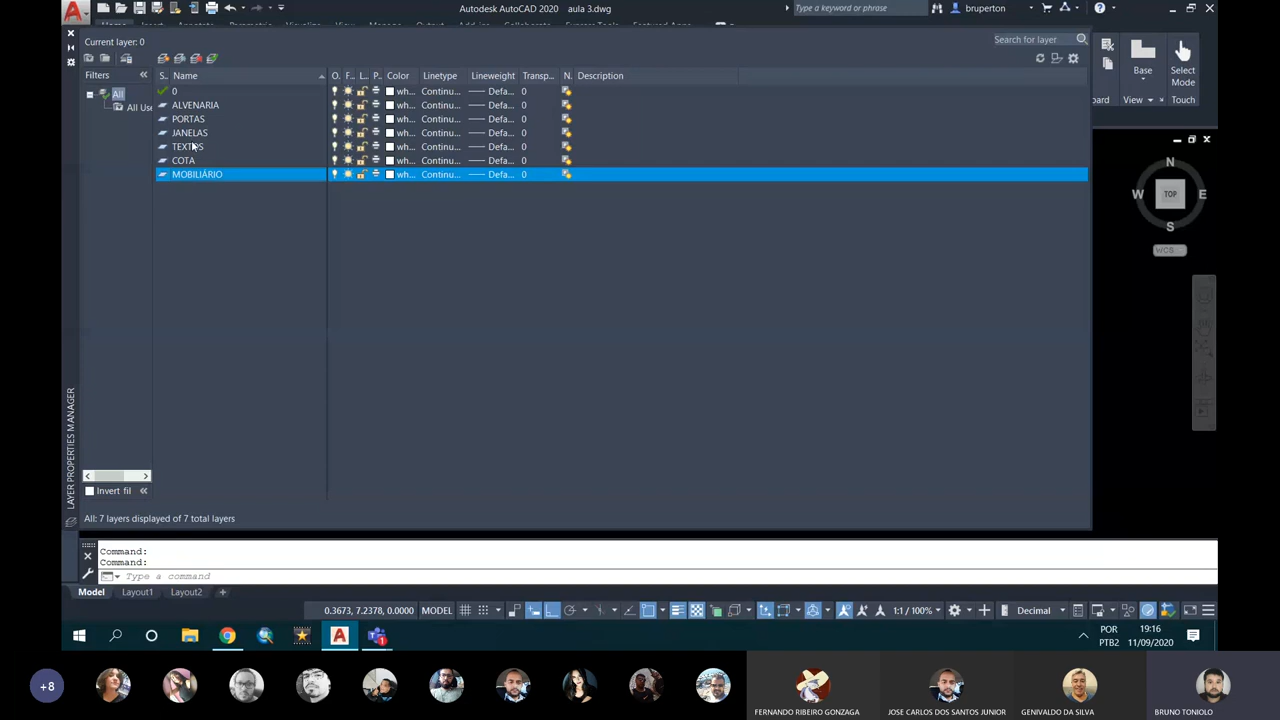 Autodesk AutoCAD 2020 aula 3.dwg
Type a keyword or phrase
bruperton
Current layer: 0
Search for layer
Filters
S.. Name O. F.. L.. P.. Color Linetype Lineweight Transp... N. Description
All
All Use
0 wh... Continu... Defa... 0
ALVENARIA wh... Continu... Defa... 0
PORTAS wh... Continu... Defa... 0
JANELAS wh... Continu... Defa... 0
TEXTOS wh... Continu... Defa... 0
COTA wh... Continu... Defa... 0
MOBILIÁRIO wh... Continu... Defa... 0
Invert fil
All: 7 layers displayed of 7 total layers
LAYER PROPERTIES MANAGER
Base
Select
Mode
oard View Touch
N
W TOP E
S
WCS
Command:
Command:
Type a command
Model Layout1 Layout2 +
0.3673, 7.2378, 0.0000 MODEL 1:1 / 100% Decimal
POR
PTB2
19:16
11/09/2020
+8
FERNANDO RIBEIRO GONZAGA
JOSE CARLOS DOS SANTOS JUNIOR
GENIVALDO DA SILVA
BRUNO TONIOLO